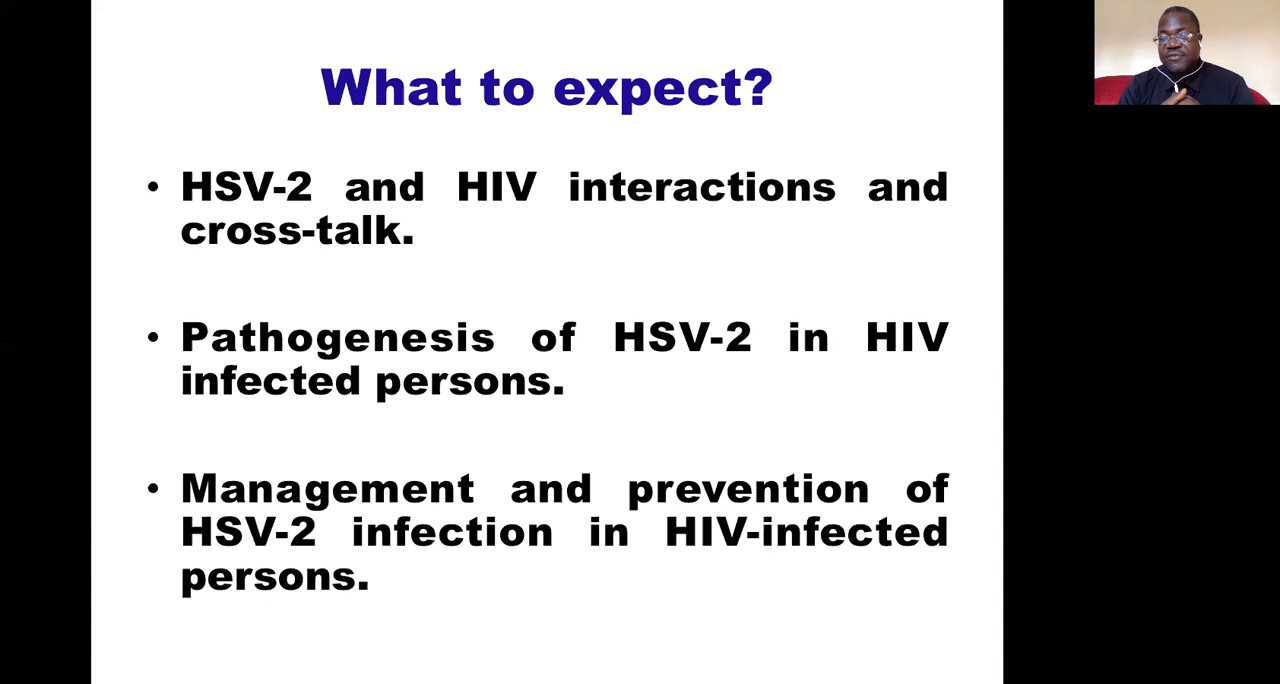 What to expect?
• HSV-2 and HIV interactions and
cross-talk.
• Pathogenesis of HSV-2 in HIV
infected persons.
• Management and prevention of
HSV-2 infection in HIV-infected
persons.